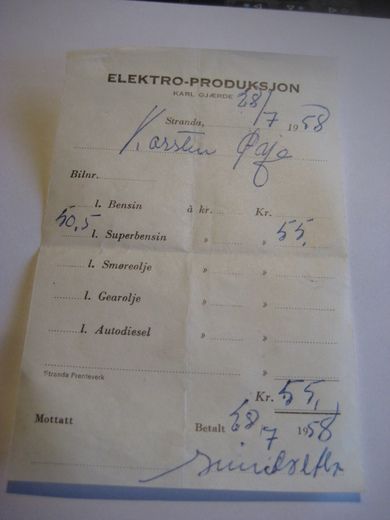 ELEKTRO-PRODUKSJON
KARL GJÆRDE
Stranda, 28/7 1958
Karsten Øye
Bilnr.
l. Bensin à kr. Kr.
50,5 l. Superbensin » » 55,
l. Smøreolje » »
l. Gearolje » »
l. Autodiesel » »
Stranda Prenteverk
Kr. 55,
Mottatt Betalt 28/7 1958